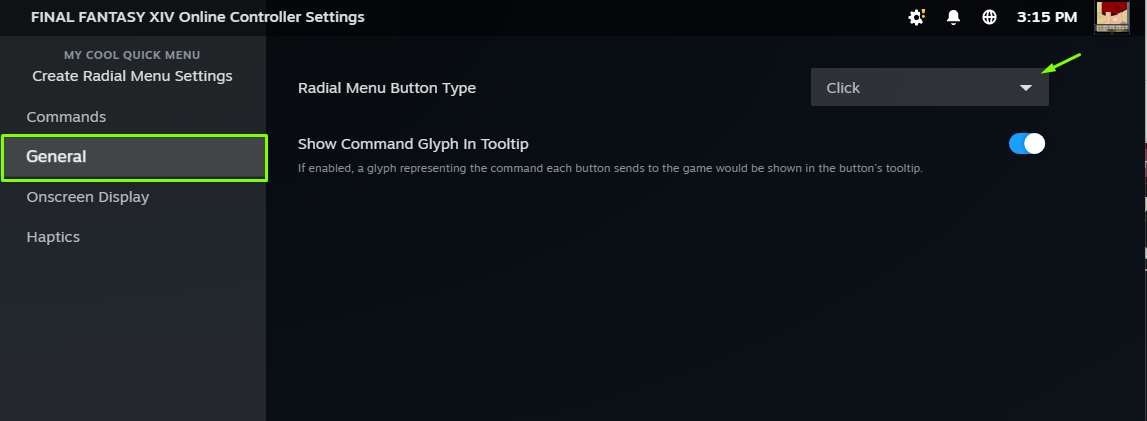 FINAL FANTASY XIV Online Controller Settings
3:15 PM
MY COOL QUICK MENU
Create Radial Menu Settings
Commands
General
Onscreen Display
Haptics
Radial Menu Button Type
Click
Show Command Glyph In Tooltip
If enabled, a glyph representing the command each button sends to the game would be shown in the button's tooltip.